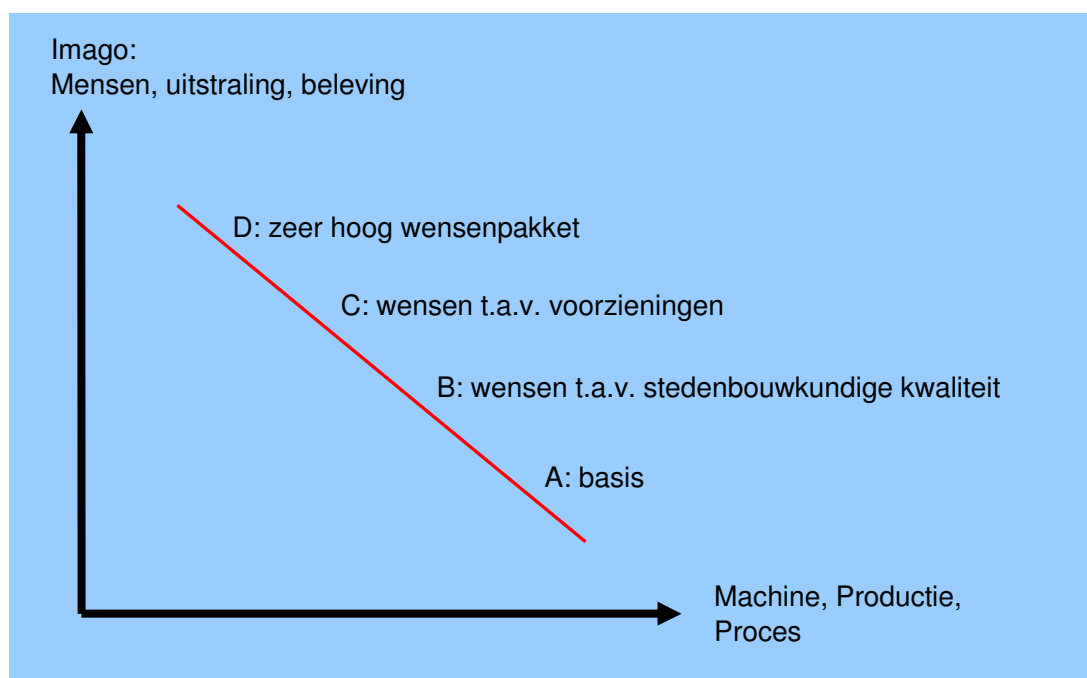 Imago:
Mensen, uitstraling, beleving
D: zeer hoog wensenpakket
C: wensen t.a.v. voorzieningen
B: wensen t.a.v. stedenbouwkundige kwaliteit
A: basis
Machine, Productie,
Proces